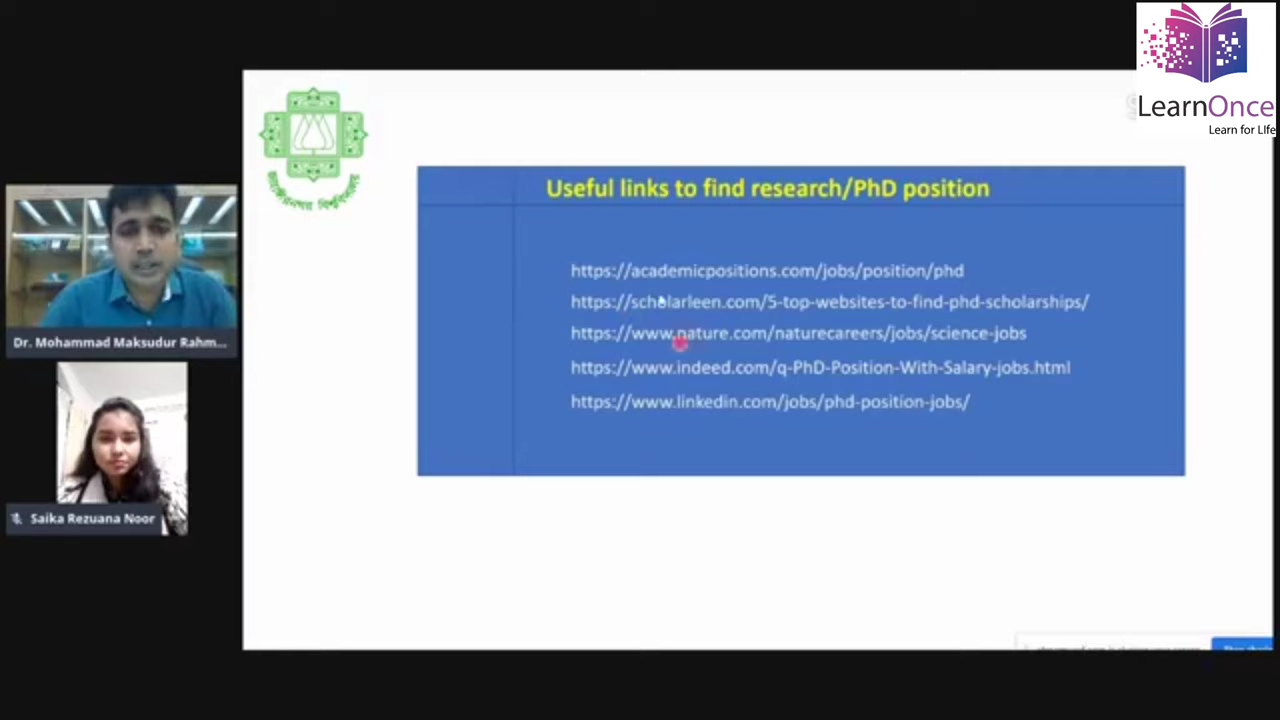 LearnOnce
Learn for LIfe
জাহাঙ্গীরনগর বিশ্ববিদ্যালয়
Useful links to find research/PhD position
https://academicpositions.com/jobs/position/phd
https://scholarleen.com/5-top-websites-to-find-phd-scholarships/
https://www.nature.com/naturecareers/jobs/science-jobs
https://www.indeed.com/q-PhD-Position-With-Salary-jobs.html
https://www.linkedin.com/jobs/phd-position-jobs/
Dr. Mohammad Maksudur Rahm...
Saika Rezuana Noor